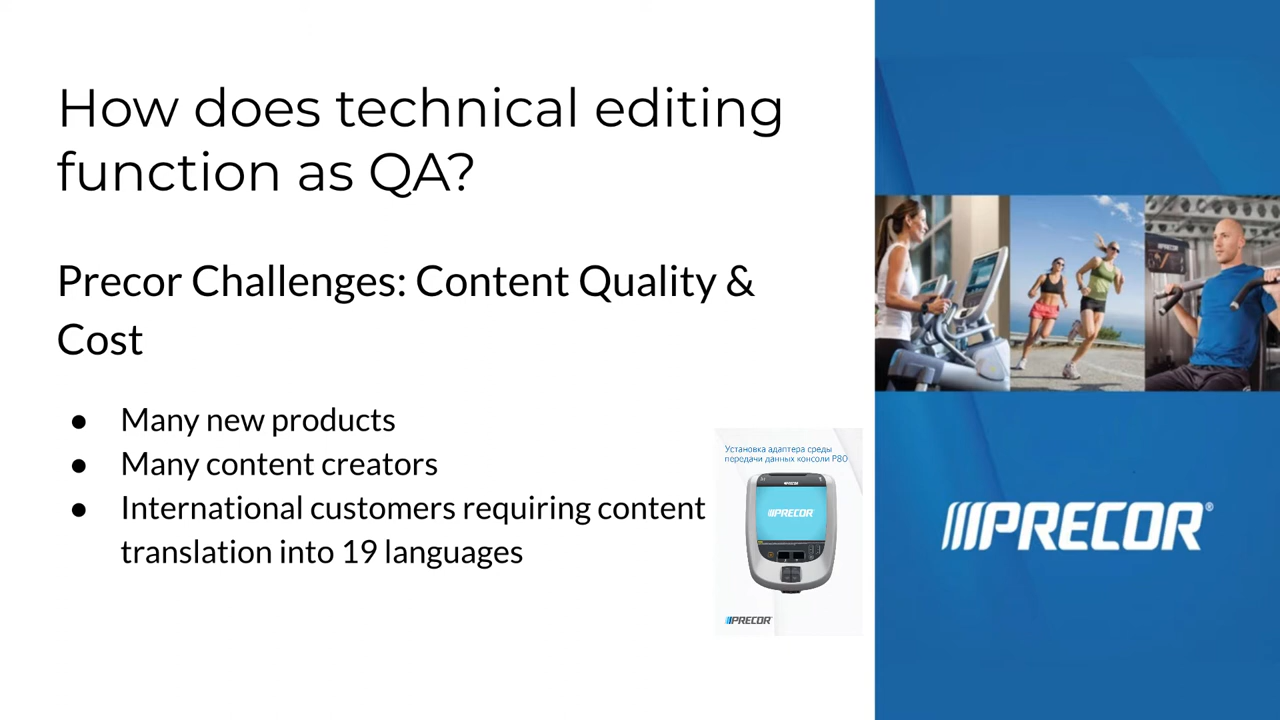 How does technical editing
function as QA?
Precor Challenges: Content Quality &
Cost
● Many new products
● Many content creators
● International customers requiring content
translation into 19 languages
Установка адаптера среды
передачи данных консоли P80
PRECOR
PRECOR
PRECOR®